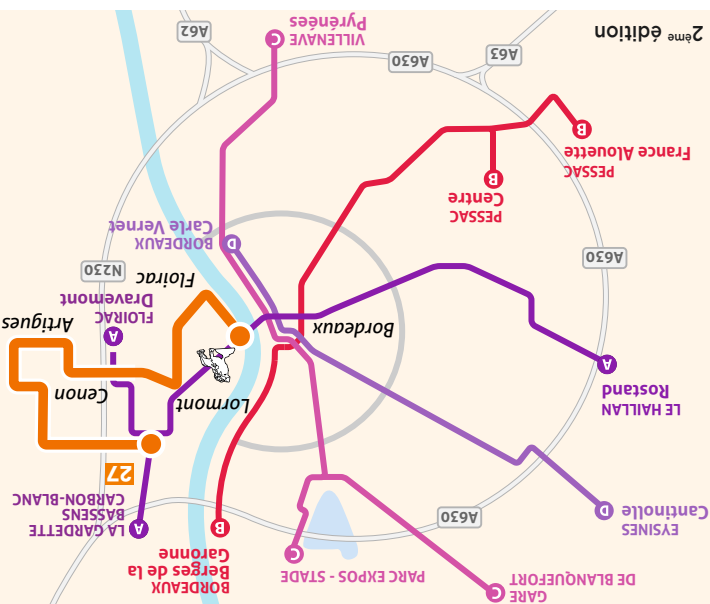 GARE
DE BLANQUEFORT
C
PARC EXPOS - STADE
C
BORDEAUX
Berges de la
Garonne
B
LA GARDETTE
BASSENS
CARBON-BLANC
A
EYSINES
Cantinolle
D
A630
27
LE HAILLAN
Rostand
A
Lormont
Cenon
Artigues
Bordeaux
FLOIRAC
Dravemont
A
Floirac
N230
A630
BORDEAUX
Carle Vernet
D
PESSAC
Centre
B
PESSAC
France Alouette
B
A63
A630
VILLENAVE
Pyrénées
C
A62
2ème édition